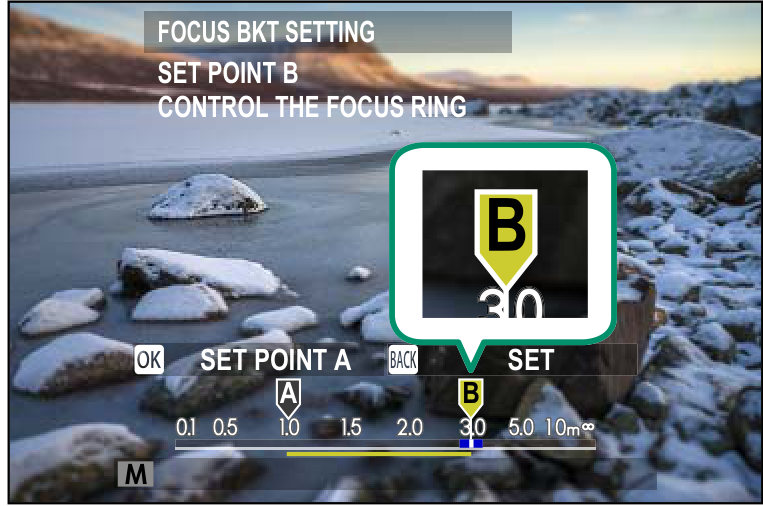 FOCUS BKT SETTING
SET POINT B
CONTROL THE FOCUS RING
B
30
OK SET POINT A BACK SET
A B
0.1 0.5 1.0 1.5 2.0 3.0 5.0 10m∞
M